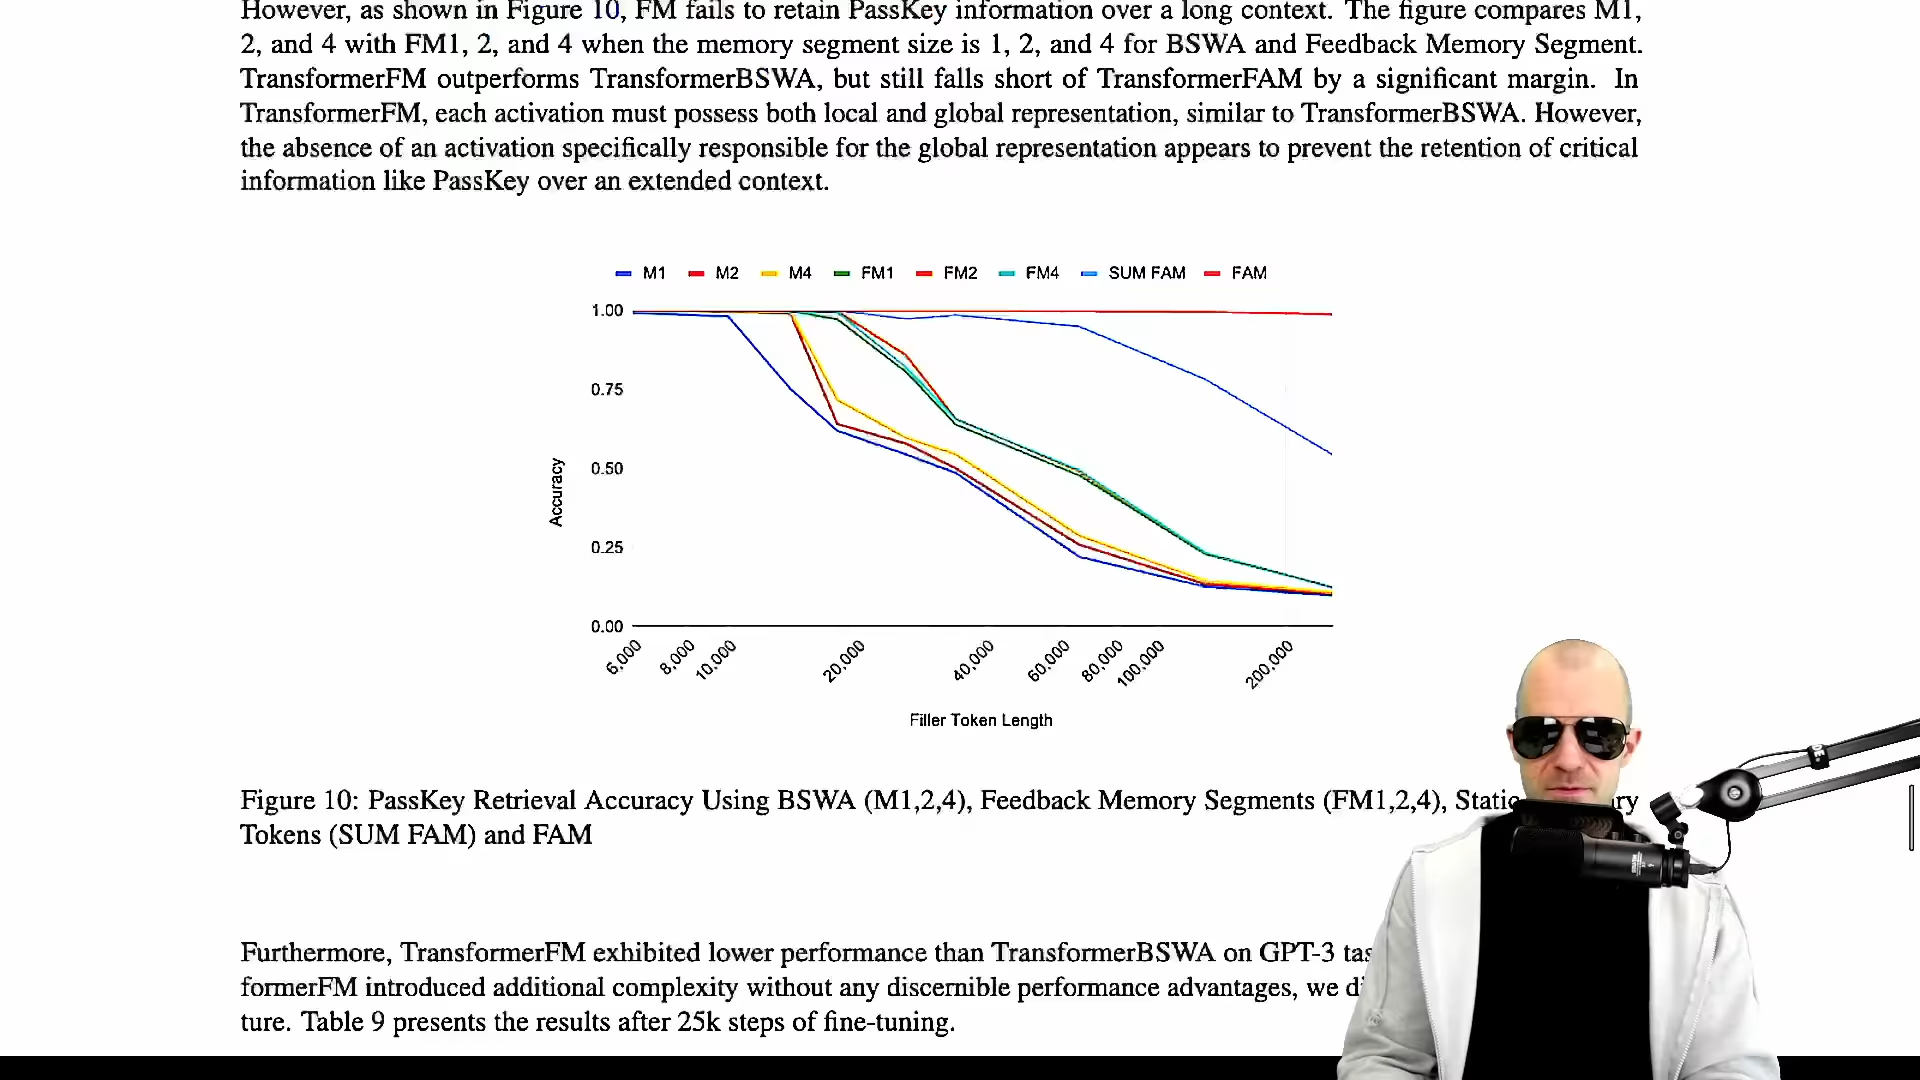 However, as shown in Figure 10, FM fails to retain PassKey information over a long context. The figure compares M1,
2, and 4 with FM1, 2, and 4 when the memory segment size is 1, 2, and 4 for BSWA and Feedback Memory Segment.
TransformerFM outperforms TransformerBSWA, but still falls short of TransformerFAM by a significant margin. In
TransformerFM, each activation must possess both local and global representation, similar to TransformerBSWA. However,
the absence of an activation specifically responsible for the global representation appears to prevent the retention of critical
information like PassKey over an extended context.
M1 M2 M4 FM1 FM2 FM4 SUM FAM FAM
1.00
0.75
0.50
0.25
0.00
Accuracy
6,000 8,000 10,000 20,000 40,000 60,000 80,000 100,000 200,000
Filler Token Length
Figure 10: PassKey Retrieval Accuracy Using BSWA (M1,2,4), Feedback Memory Segments (FM1,2,4), Static
Tokens (SUM FAM) and FAM
Furthermore, TransformerFM exhibited lower performance than TransformerBSWA on GPT-3
formerFM introduced additional complexity without any discernible performance advantages, we
ture. Table 9 presents the results after 25k steps of fine-tuning.